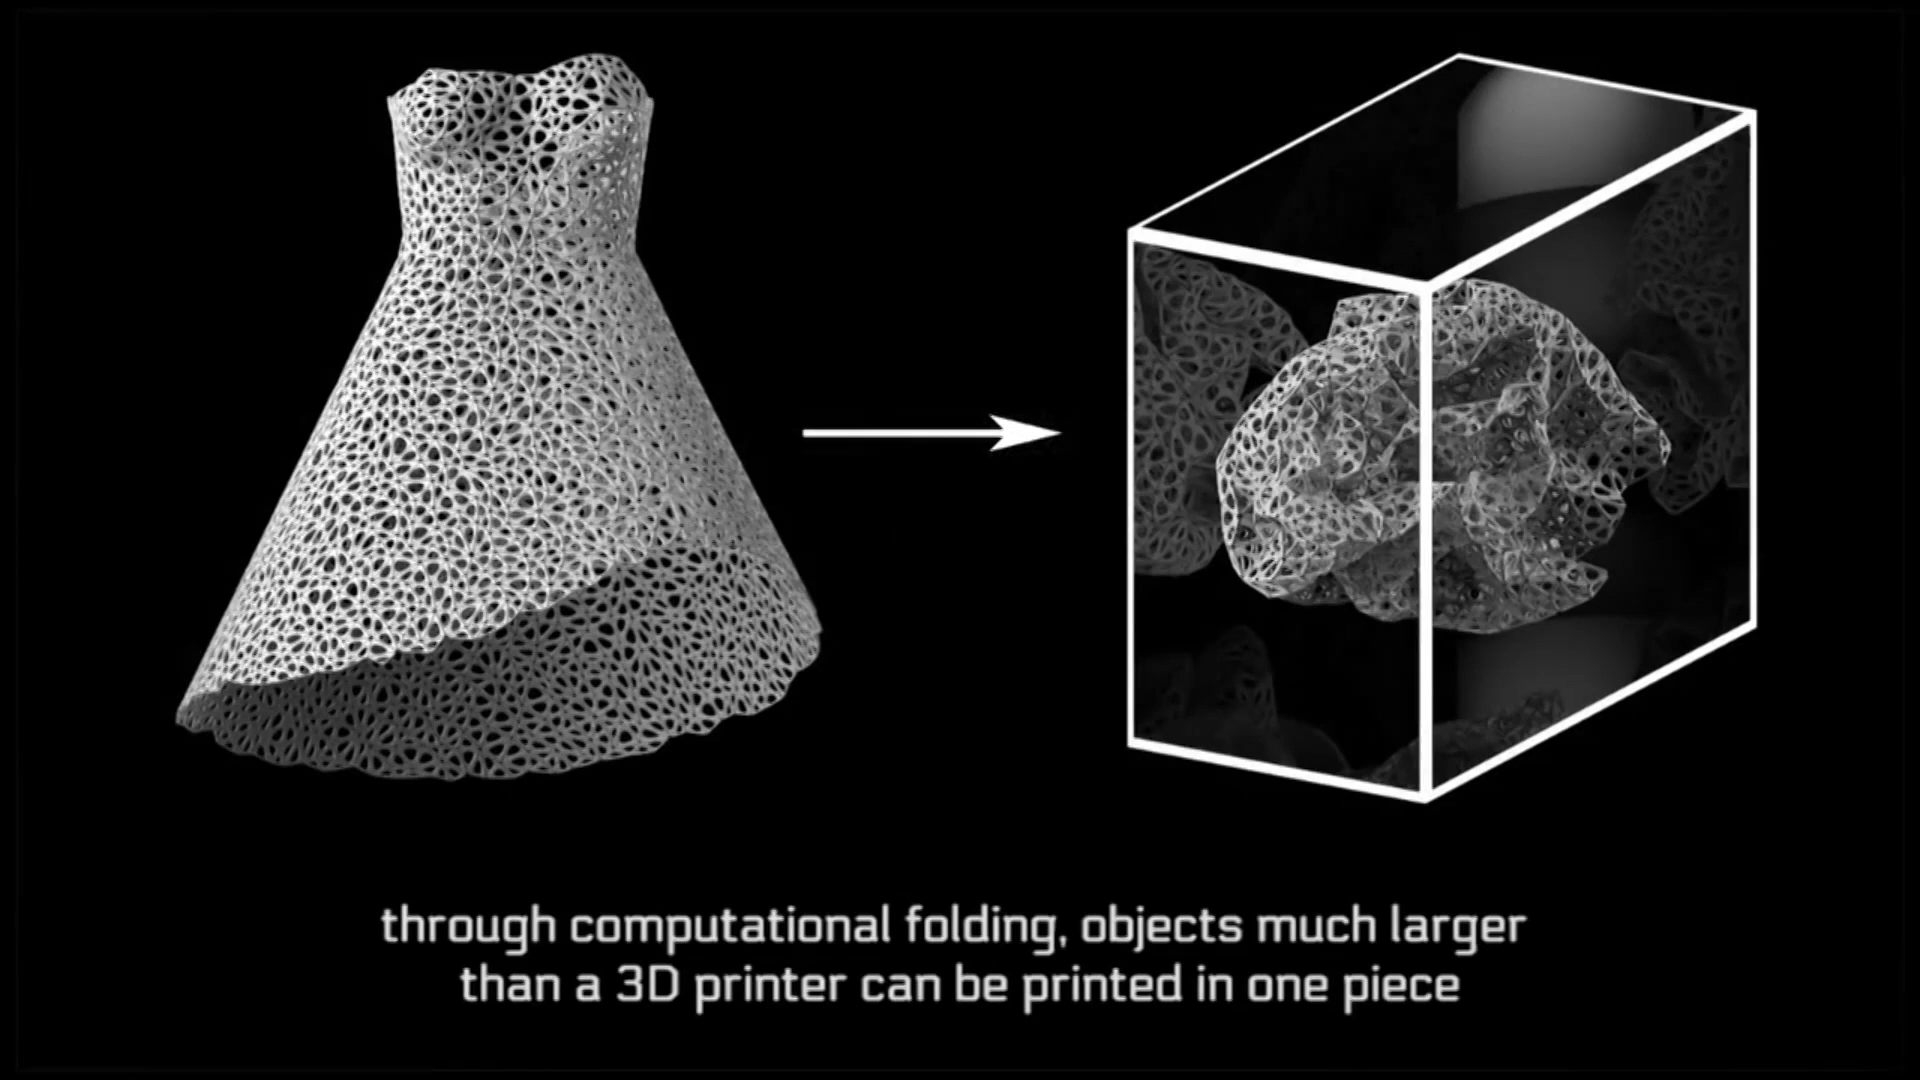 through computational folding, objects much larger
than a 3D printer can be printed in one piece